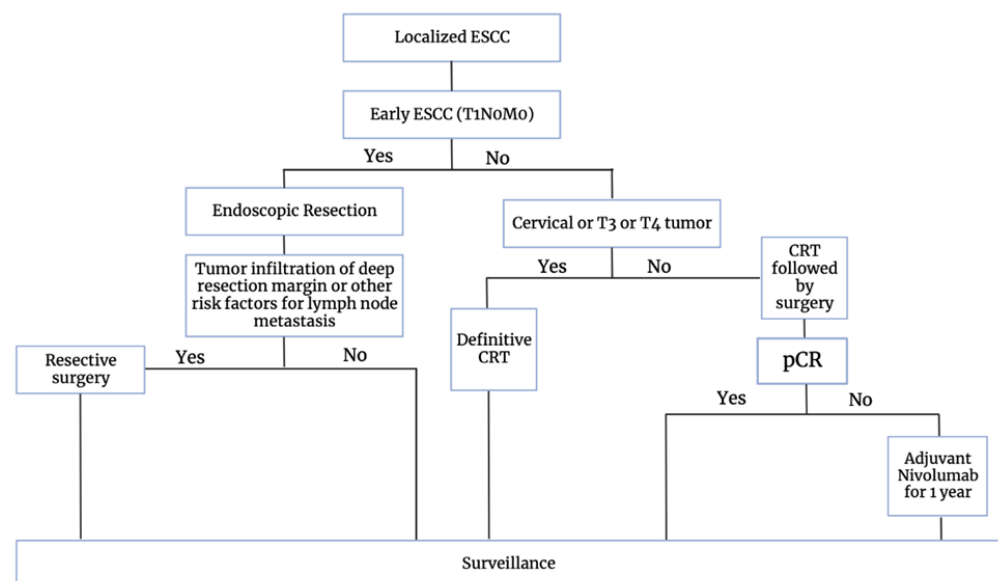 Localized ESCC
Early ESCC (T1N0M0)
Yes
No
Endoscopic Resection
Cervical or T3 or T4 tumor
Tumor infiltration of deep
resection margin or other
risk factors for lymph node
metastasis
Yes
No
CRT
followed
by
surgery
Resective
surgery
Yes
No
Definitive
CRT
pCR
Yes
No
Adjuvant
Nivolumab
for 1 year
Surveillance